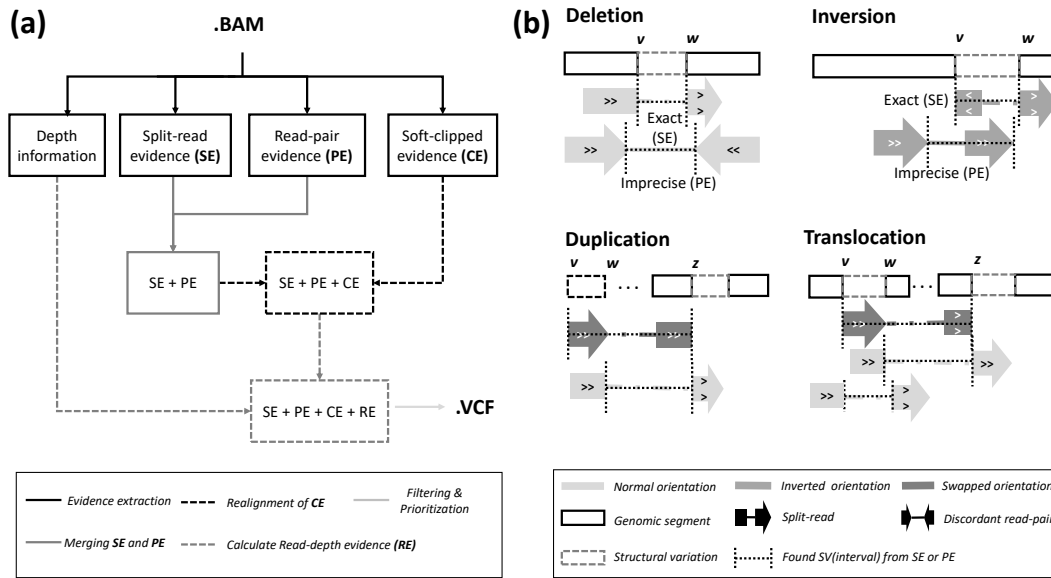 (a)
.BAM
Depth
information
Split-read
evidence (SE)
Read-pair
evidence (PE)
Soft-clipped
evidence (CE)
SE + PE
SE + PE + CE
SE + PE + CE + RE
.VCF
Evidence extraction
Realignment of CE
Filtering &
Prioritization
Merging SE and PE
Calculate Read-depth evidence (RE)
(b)
Deletion
v w
>> > >
Exact
(SE)
>> <<
Imprecise (PE)
Inversion
v w
Exact (SE)
< < > >
>> >>
Imprecise (PE)
Duplication
v w z
...
>> >>
>> > >
Translocation
v w z
...
>> > >
>> >>
>> > >
Normal orientation
Inverted orientation
Swapped orientation
Genomic segment
Split-read
Discordant read-pair
Structural variation
Found SV(interval) from SE or PE